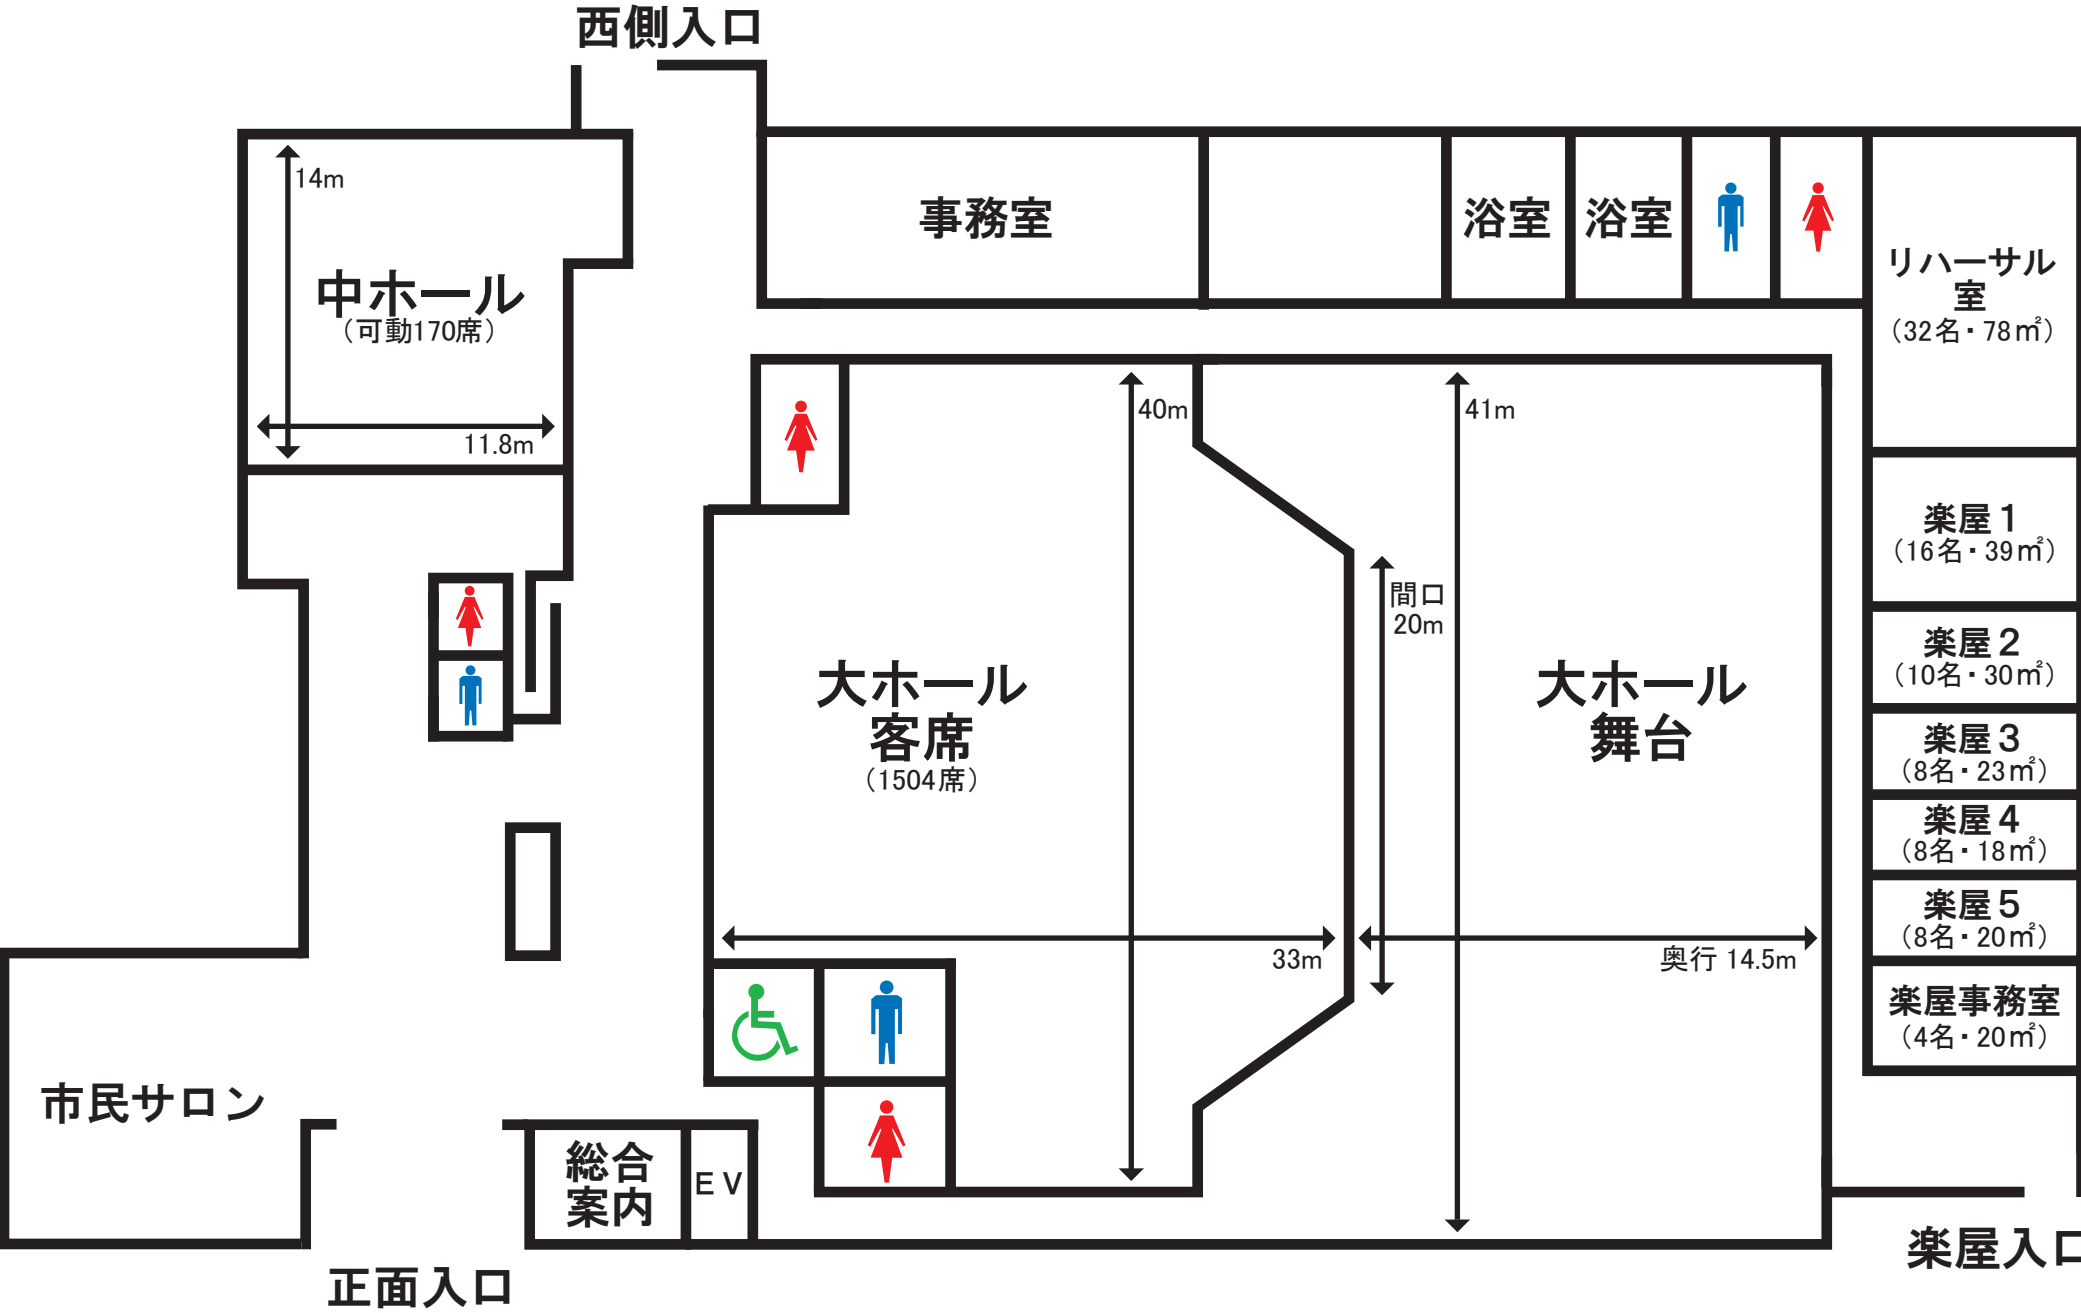 西側入口
14m
中ホール
（可動170席）
11.8m
事務室
浴室
浴室
リハーサル
室
（32名・78㎡）
40m
41m
間口
20m
大ホール
客席
（1504席）
大ホール
舞台
33m
奥行 14.5m
楽屋1
（16名・39㎡）
楽屋2
（10名・30㎡）
楽屋3
（8名・23㎡）
楽屋4
（8名・18㎡）
楽屋5
（8名・20㎡）
楽屋事務室
（4名・20㎡）
市民サロン
総合
案内
EV
正面入口
楽屋入口